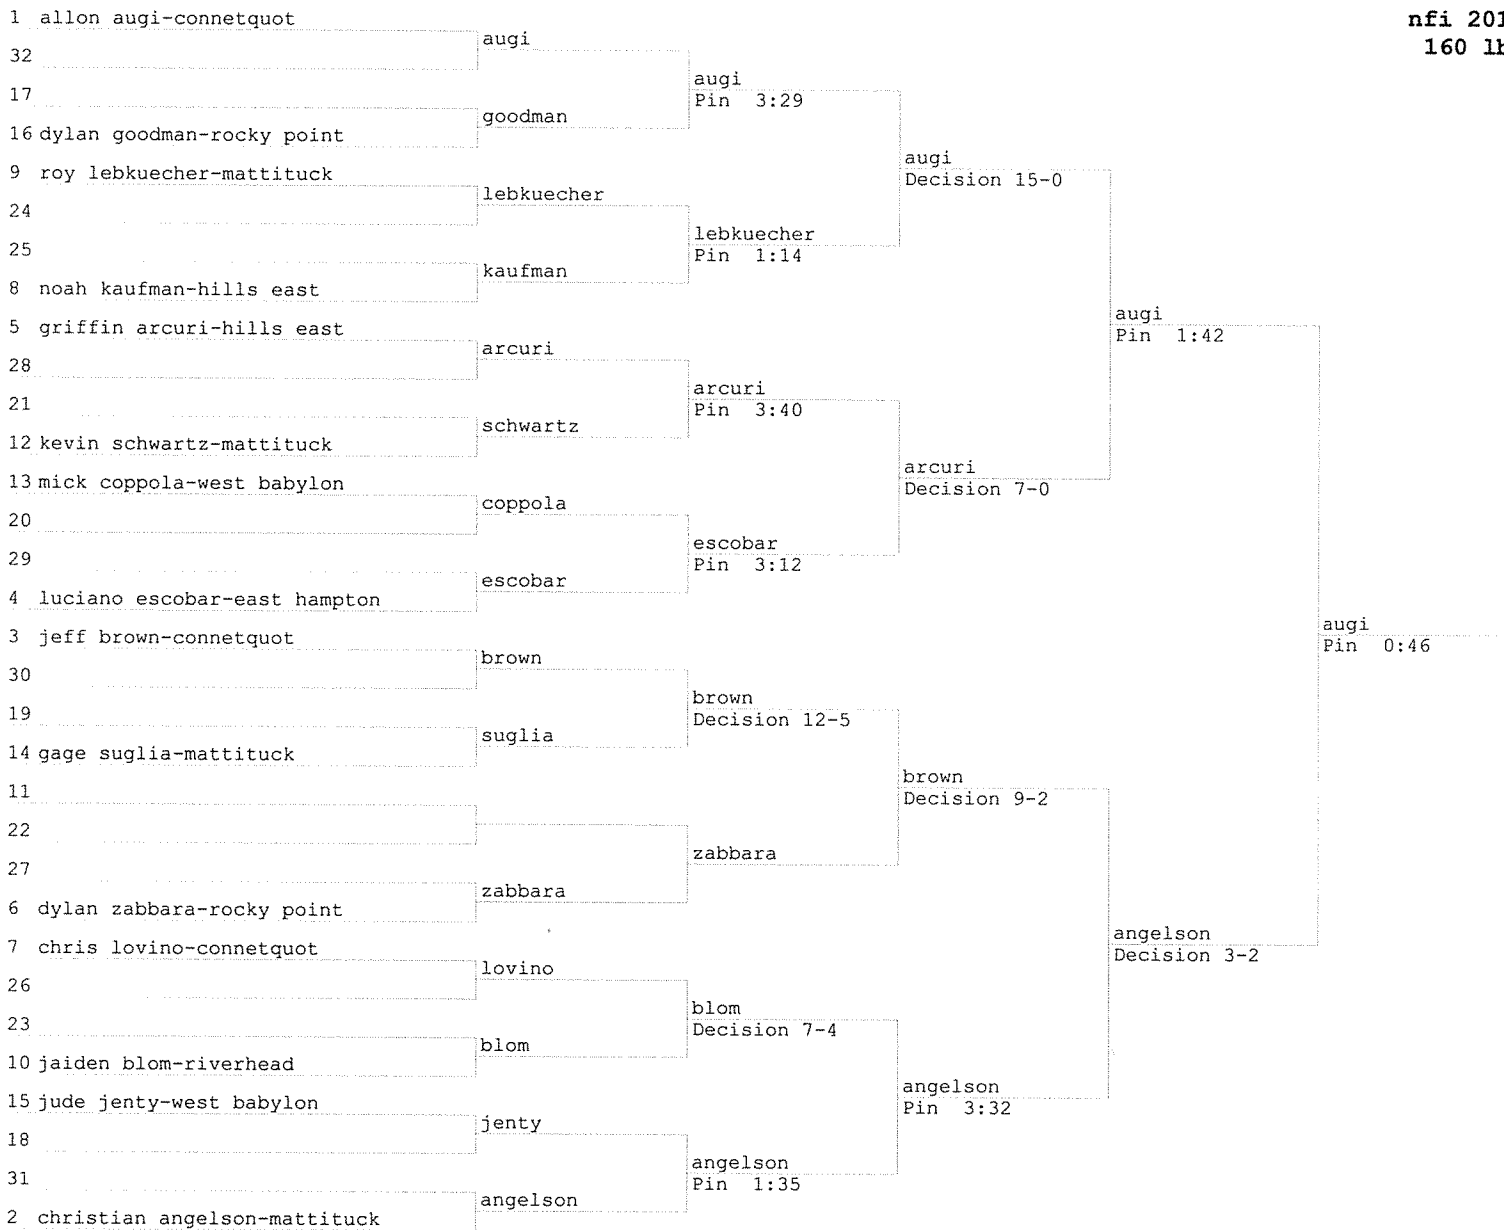 nfi 201
160 lb
1 allon augi-connetquot
32
17
16 dylan goodman-rocky point
9 roy lebkuecher-mattituck
24
25
8 noah kaufman-hills east
5 griffin arcuri-hills east
28
21
12 kevin schwartz-mattituck
13 mick coppola-west babylon
20
29
4 luciano escobar-east hampton
3 jeff brown-connetquot
30
19
14 gage suglia-mattituck
11
22
27
6 dylan zabbara-rocky point
7 chris lovino-connetquot
26
23
10 jaiden blom-riverhead
15 jude jenty-west babylon
18
31
2 christian angelson-mattituck
augi
goodman
lebkuecher
kaufman
arcuri
schwartz
coppola
escobar
brown
suglia
zabbara
lovino
blom
jenty
angelson
augi
Pin 3:29
lebkuecher
Pin 1:14
arcuri
Pin 3:40
escobar
Pin 3:12
brown
Decision 12-5
zabbara
blom
Decision 7-4
angelson
Pin 1:35
augi
Decision 15-0
arcuri
Decision 7-0
brown
Decision 9-2
angelson
Pin 3:32
augi
Pin 1:42
angelson
Decision 3-2
augi
Pin 0:46